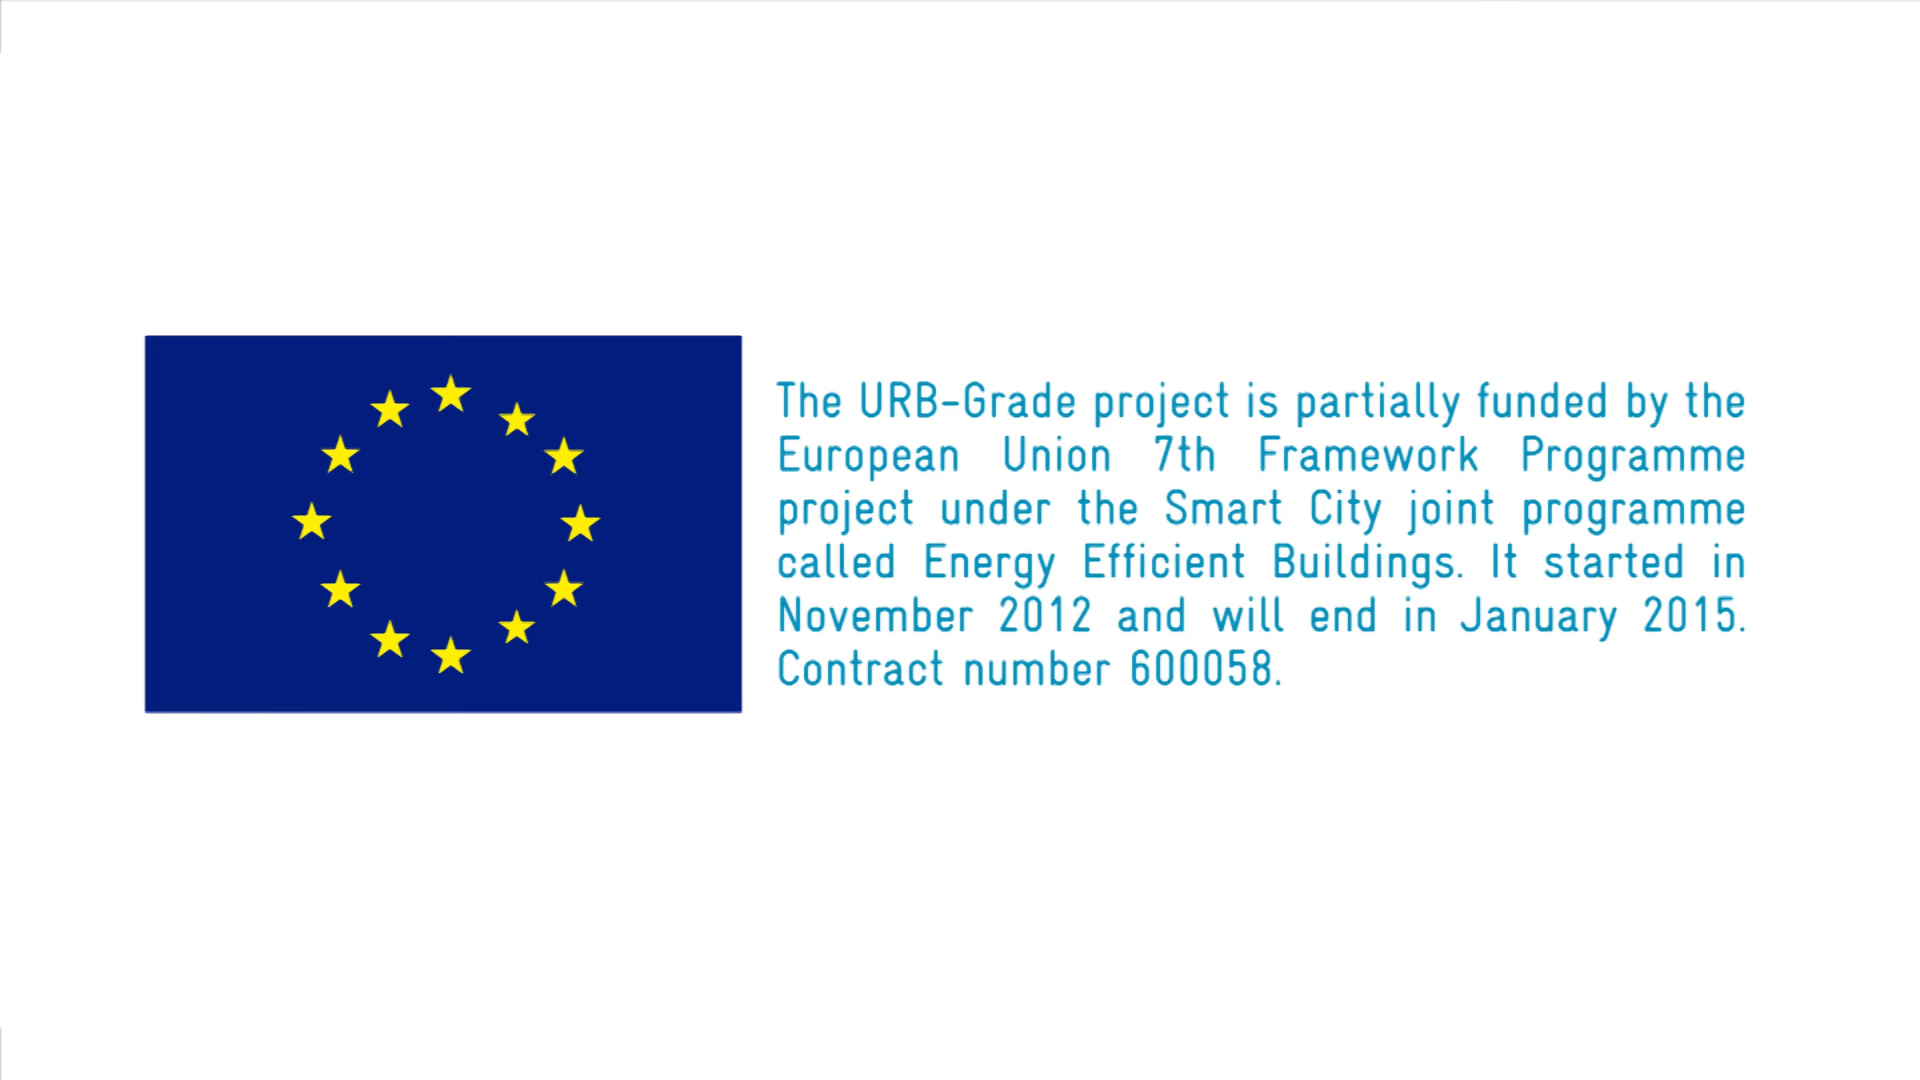 The URB-Grade project is partially funded by the
European Union 7th Framework Programme
project under the Smart City joint programme
called Energy Efficient Buildings. It started in
November 2012 and will end in January 2015.
Contract number 600058.